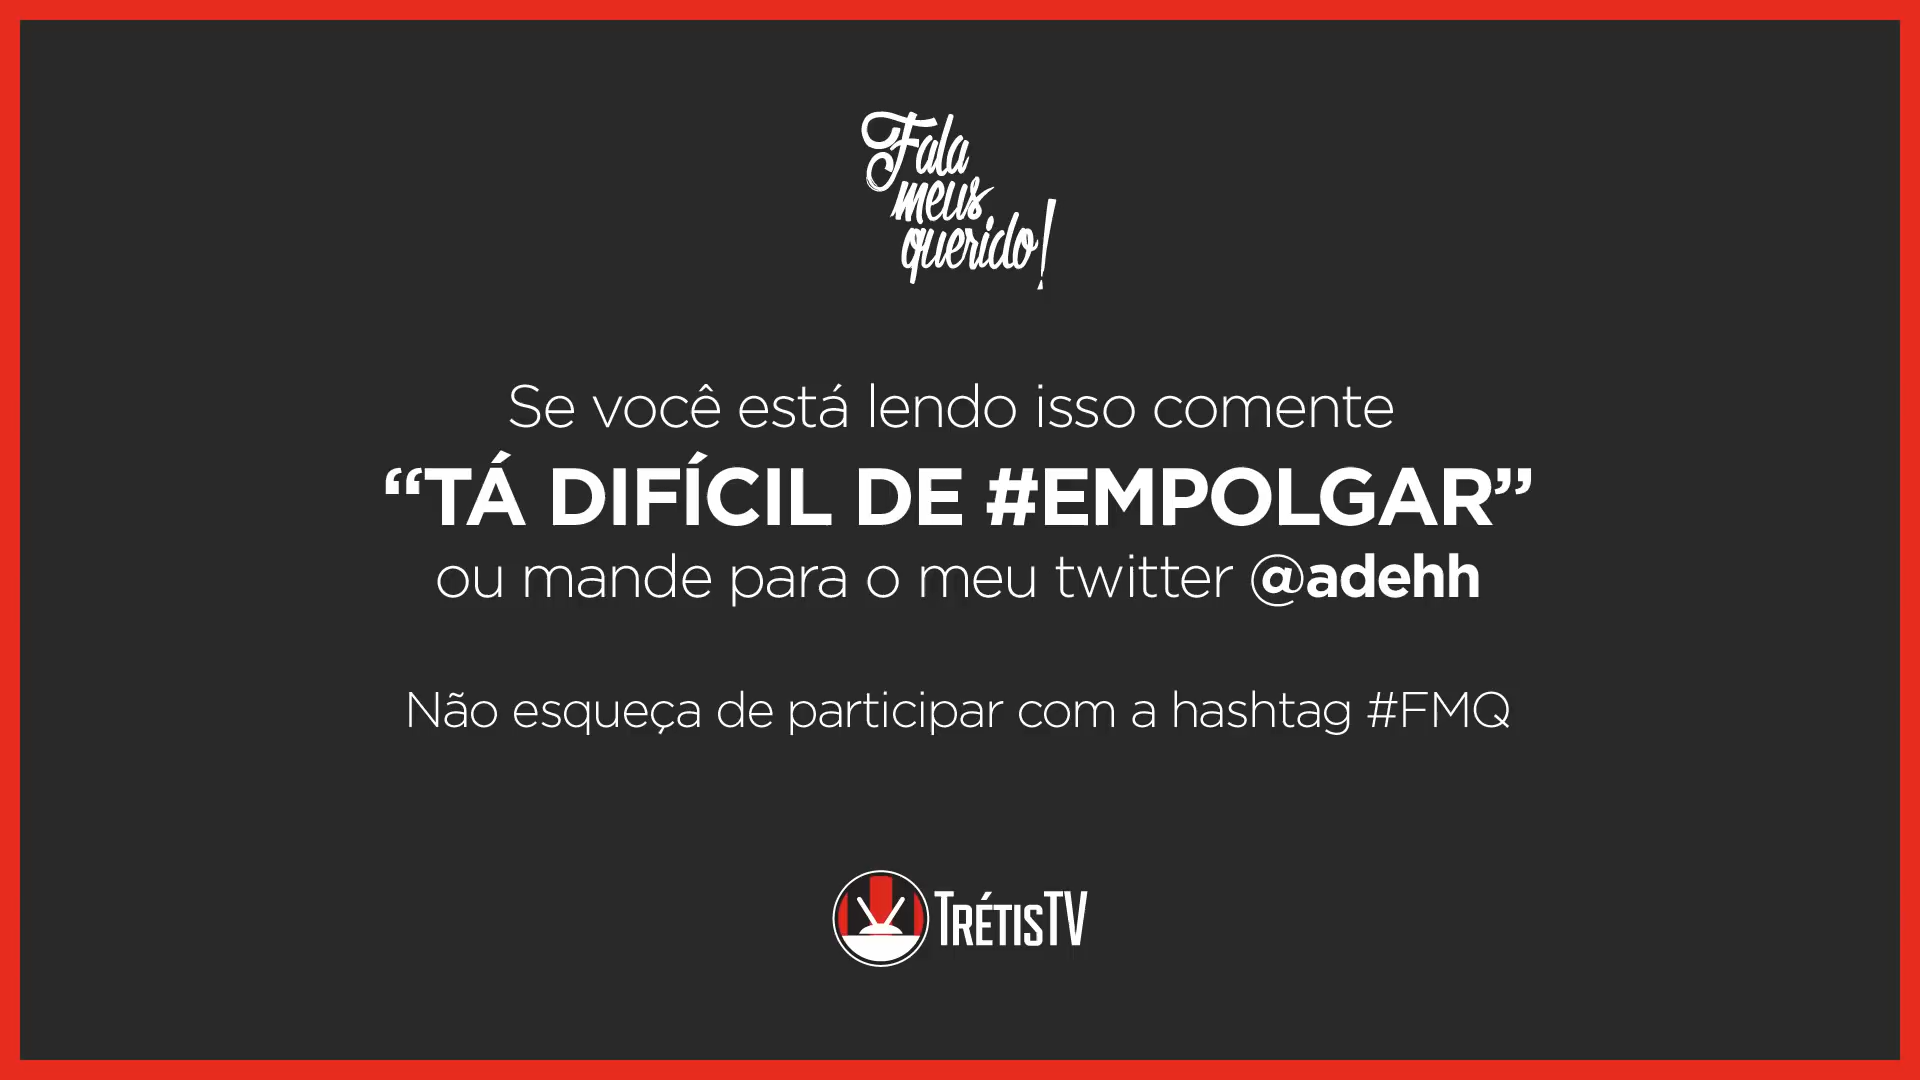 Fala
meus
querido!
Se você está lendo isso comente
“TÁ DIFÍCIL DE #EMPOLGAR”
ou mande para o meu twitter @adehh
Não esqueça de participar com a hashtag #FMQ
TRÉTISTV